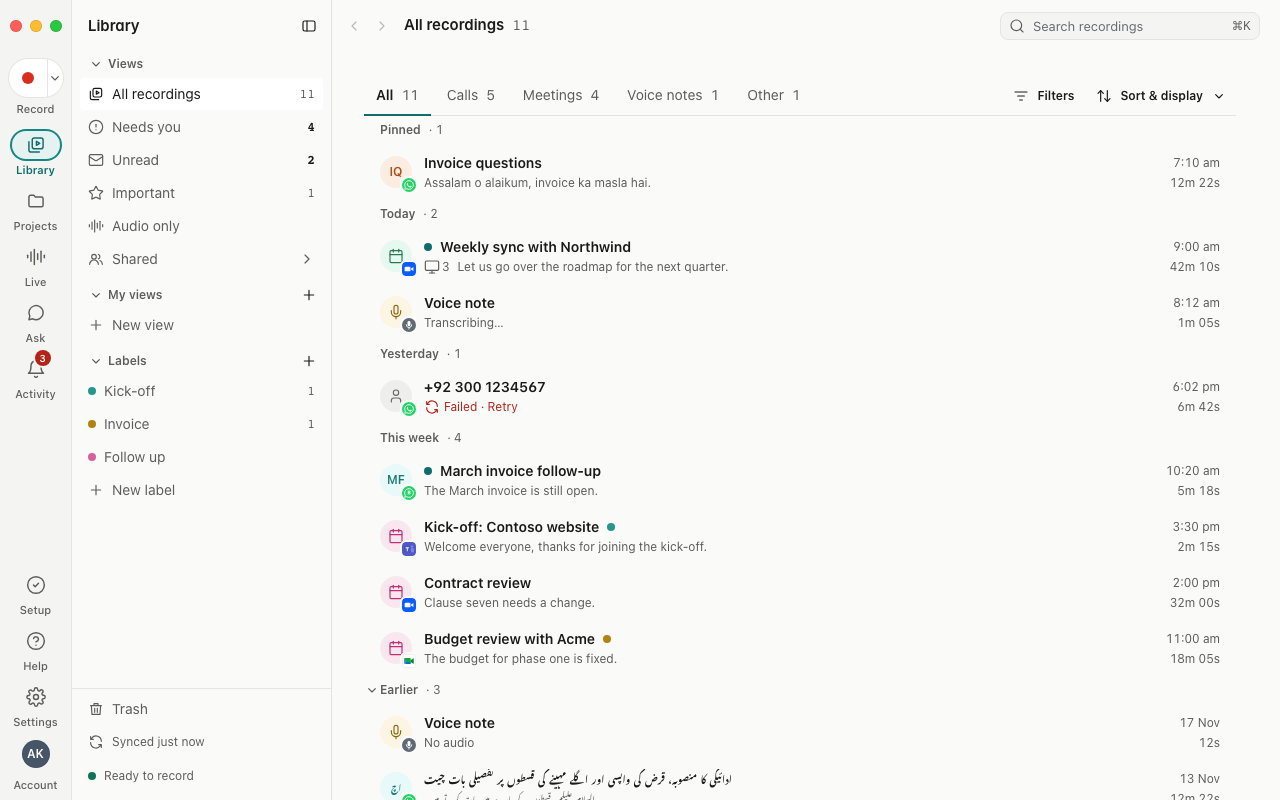 Library
All recordings 11
Search recordings ⌘K
Record
Library
Projects
Live
Ask
3
Activity
Setup
Help
Settings
AK
Account
Views
All recordings 11
Needs you 4
Unread 2
Important 1
Audio only
Shared
My views
New view
Labels
Kick-off 1
Invoice 1
Follow up
New label
Trash
Synced just now
Ready to record
All 11 Calls 5 Meetings 4 Voice notes 1 Other 1
Filters Sort & display
Pinned · 1
IQ Invoice questions 7:10 am
Assalam o alaikum, invoice ka masla hai. 12m 22s
Today · 2
Weekly sync with Northwind 9:00 am
3 Let us go over the roadmap for the next quarter. 42m 10s
Voice note 8:12 am
Transcribing... 1m 05s
Yesterday · 1
+92 300 1234567 6:02 pm
Failed · Retry 6m 42s
This week · 4
MF March invoice follow-up 10:20 am
The March invoice is still open. 5m 18s
Kick-off: Contoso website 3:30 pm
Welcome everyone, thanks for joining the kick-off. 2m 15s
Contract review 2:00 pm
Clause seven needs a change. 32m 00s
Budget review with Acme 11:00 am
The budget for phase one is fixed. 18m 05s
Earlier · 3
Voice note 17 Nov
No audio 12s
ادائیگی کا منصوبہ، قرض کی واپسی اور اگلے مہینے کی قسطوں پر تفصیلی بات چیت 13 Nov
12m 22s